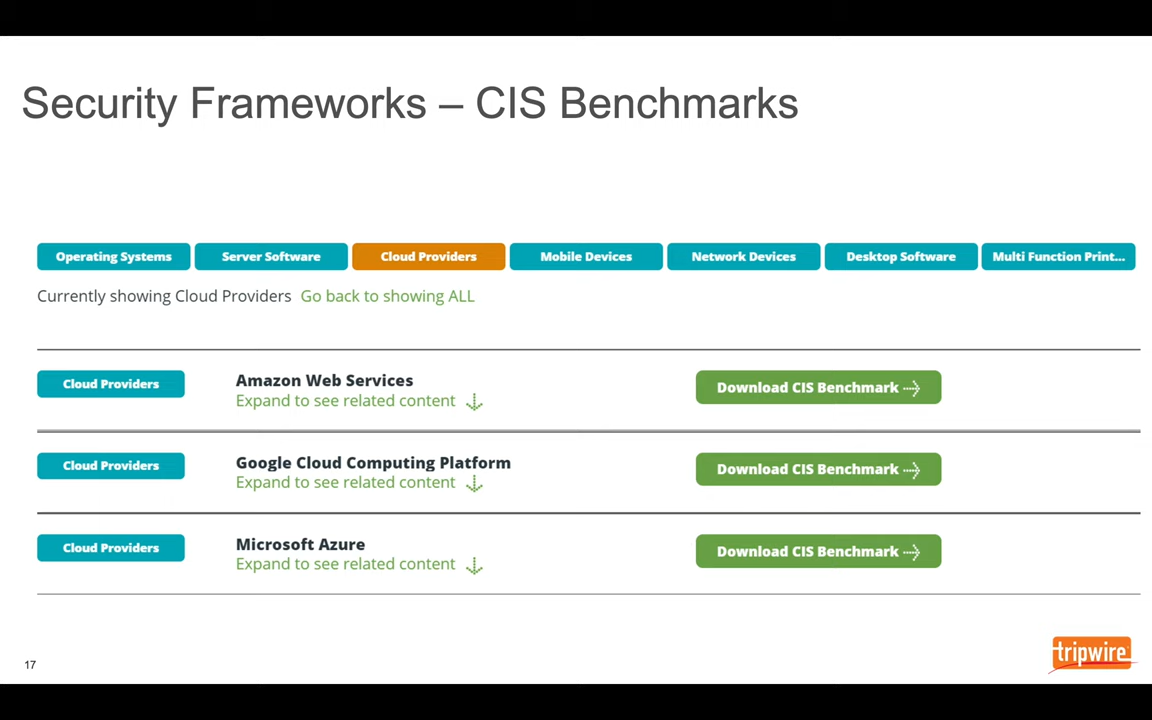 Security Frameworks – CIS Benchmarks
Operating Systems
Server Software
Cloud Providers
Mobile Devices
Network Devices
Desktop Software
Multi Function Print...
Currently showing Cloud Providers Go back to showing ALL
Cloud Providers
Amazon Web Services
Expand to see related content
Download CIS Benchmark
Cloud Providers
Google Cloud Computing Platform
Expand to see related content
Download CIS Benchmark
Cloud Providers
Microsoft Azure
Expand to see related content
Download CIS Benchmark
17
tripwire